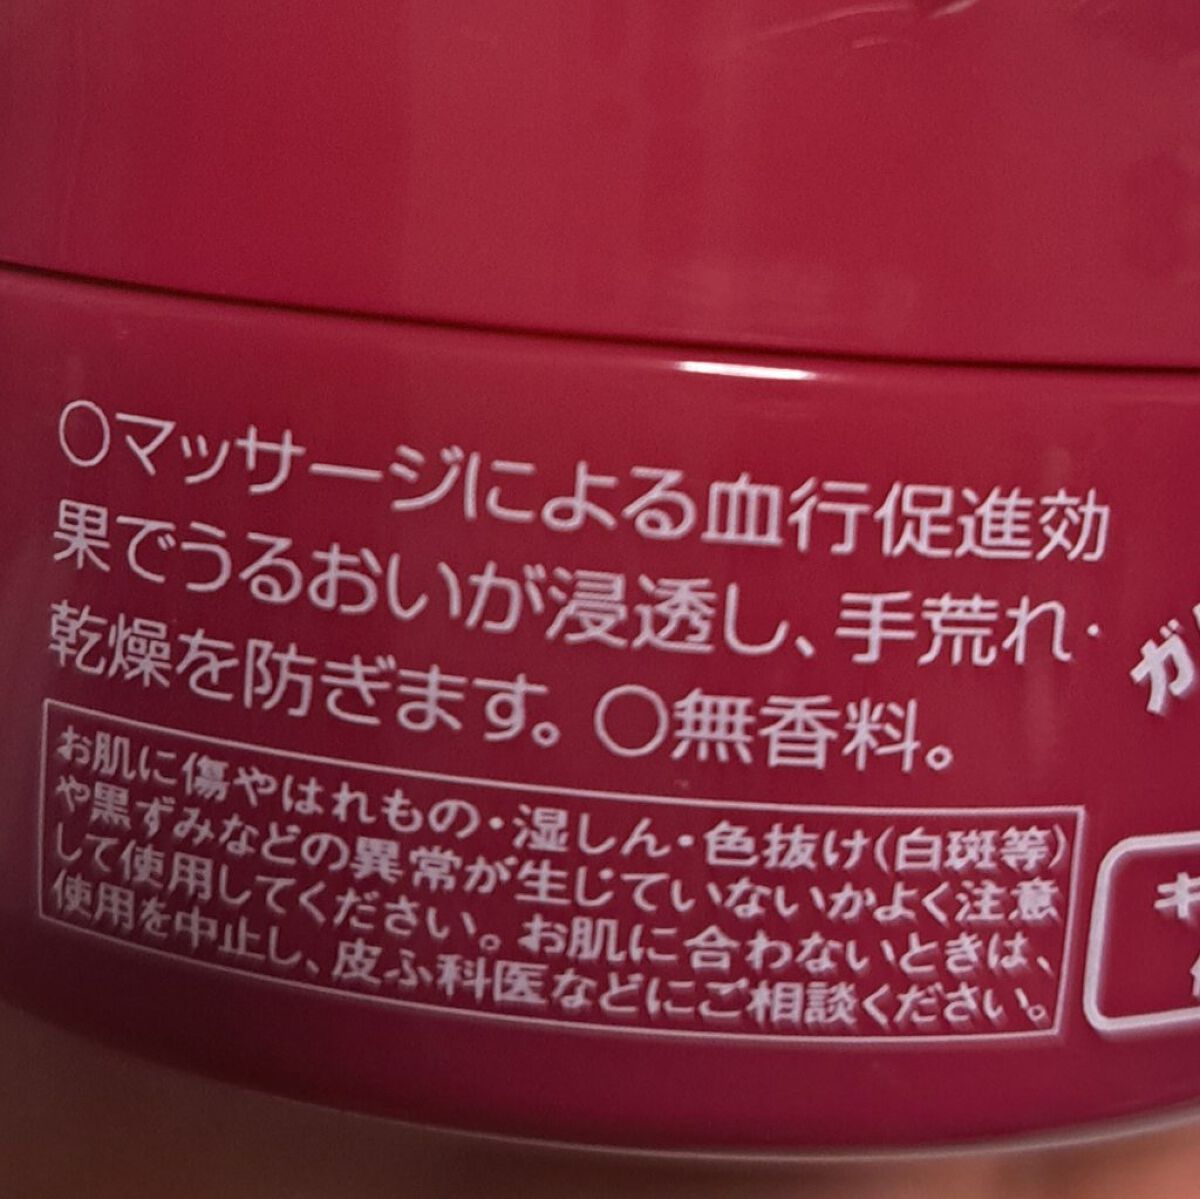 ○マッサージによる血行促進効
果でうるおいが浸透し、手荒れ・
乾燥を防ぎます。○無香料。
お肌に傷やはれもの・湿しん・色抜け(白斑等)
や黒ずみなどの異常が生じていないかよく注意
して使用してください。お肌に合わないときは、
使用を中止し、皮ふ科医などにご相談ください。
ガ
キ